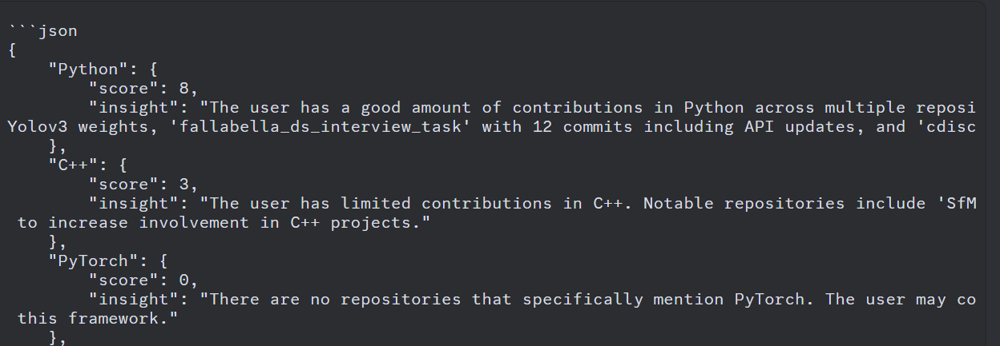 ```json
{
    "Python": {
        "score": 8,
        "insight": "The user has a good amount of contributions in Python across multiple reposi
Yolov3 weights, 'fallabella_ds_interview_task' with 12 commits including API updates, and 'cdisc
    },
    "C++": {
        "score": 3,
        "insight": "The user has limited contributions in C++. Notable repositories include 'SfM
 to increase involvement in C++ projects."
    },
    "PyTorch": {
        "score": 0,
        "insight": "There are no repositories that specifically mention PyTorch. The user may co
 this framework."
    },